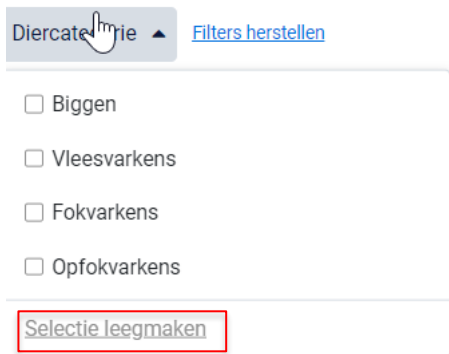 Filters herstellen
Biggen
Vleesvarkens
Fokvarkens
Opfokvarkens
Selectie leegmaken